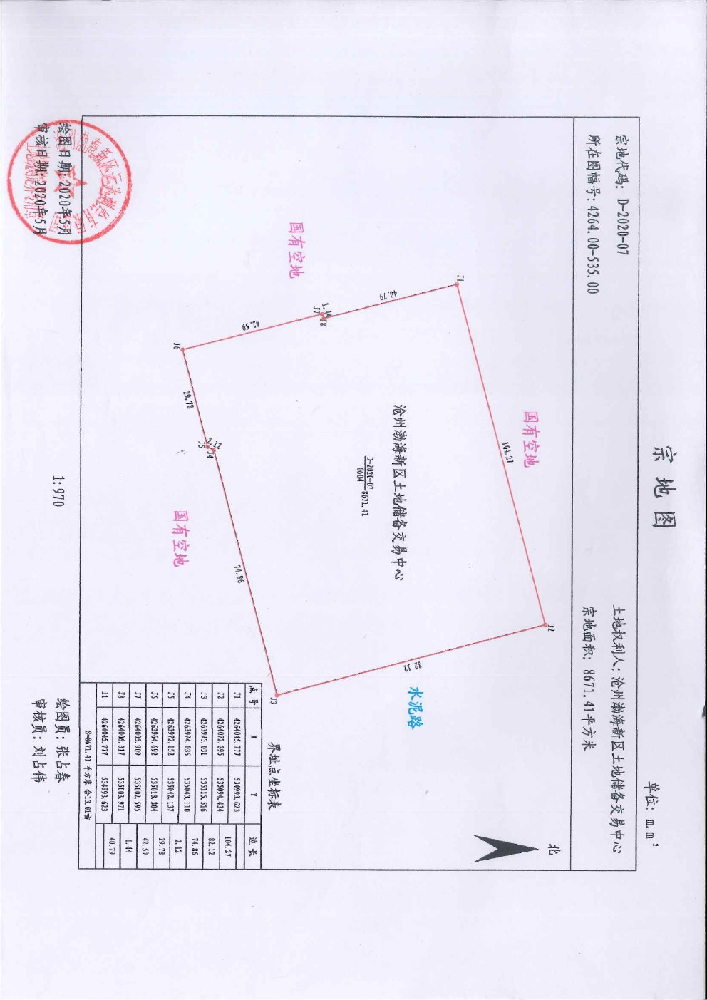 宗 地 图
单位: m.m²
宗地代码: D-2020-07
土地权利人: 沧州渤海新区土地储备交易中心
所在图幅号: 4264.00-535.00
宗地面积: 8671.41平方米
北
J1
104.27
国有空地
J2
40.79
国有空地
1.44
J8
J7
沧州渤海新区土地储备交易中心
D-2020-07
0604
8671.41
82.12
水泥路
42.59
J6
29.78
2.12
J5
J4
74.86
J3
国有空地
界址点坐标表
点号 X Y 边长
J1 4264045.777 534993.623
104.27
J2 4264072.395 535094.434
82.12
J3 4263993.031 535115.516
74.86
J4 4263974.036 535043.110
2.12
J5 4263972.152 535042.137
29.78
J6 4263964.692 535013.304
42.59
J7 4264005.909 535002.595
1.44
J8 4264006.317 535003.971
40.79
J1 4264045.777 534993.623
S=8671.41 平方米 合13.01亩
绘图日期: 2020年5月
1:970
绘图员: 张占春
审核日期: 2020年5月
审核员: 刘占伟